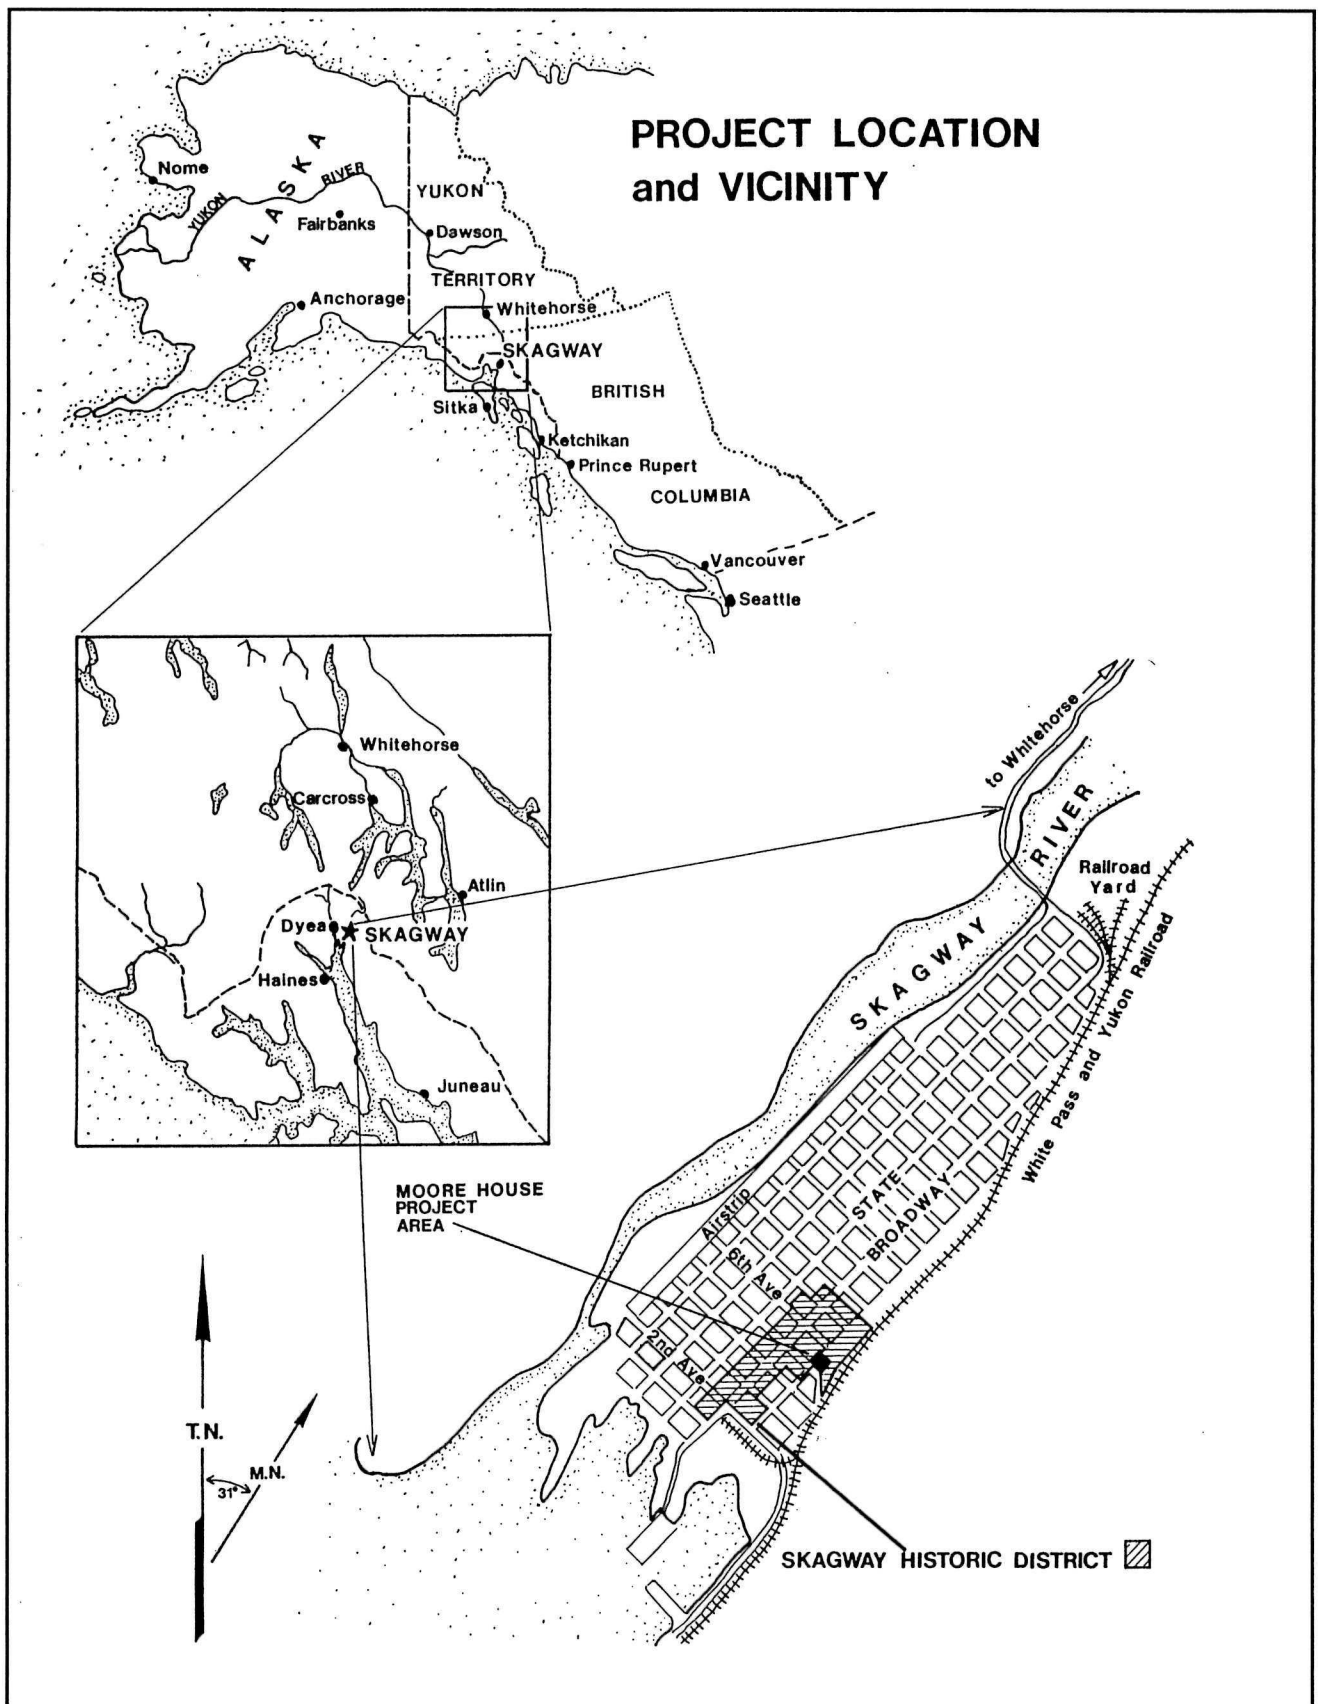 PROJECT LOCATION
and VICINITY
Nome
YUKON
RIVER
ALASKA
Fairbanks
YUKON
Dawson
TERRITORY
Anchorage
Whitehorse
SKAGWAY
BRITISH
Sitka
Ketchikan
Prince Rupert
COLUMBIA
Vancouver
Seattle
Whitehorse
Carcross
Atlin
Dyea
SKAGWAY
Haines
Juneau
to Whitehorse
SKAGWAY RIVER
Railroad
Yard
White Pass and Yukon Railroad
MOORE HOUSE
PROJECT
AREA
Airstrip
STATE
BROADWAY
6th Ave
2nd Ave
T.N.
M.N.
31°
SKAGWAY HISTORIC DISTRICT